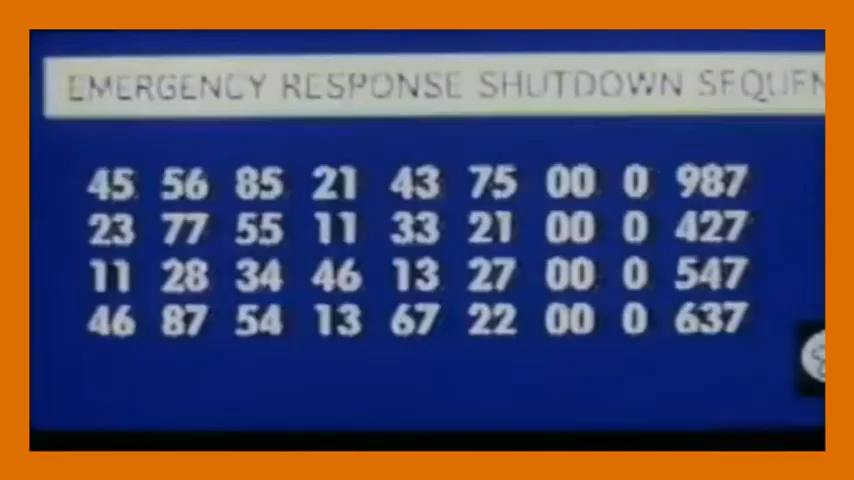 EMERGENCY RESPONSE SHUTDOWN SEQUEN
45 56 85 21 43 75 00 0 987
23 77 55 11 33 21 00 0 427
11 28 34 46 13 27 00 0 547
46 87 54 13 67 22 00 0 637